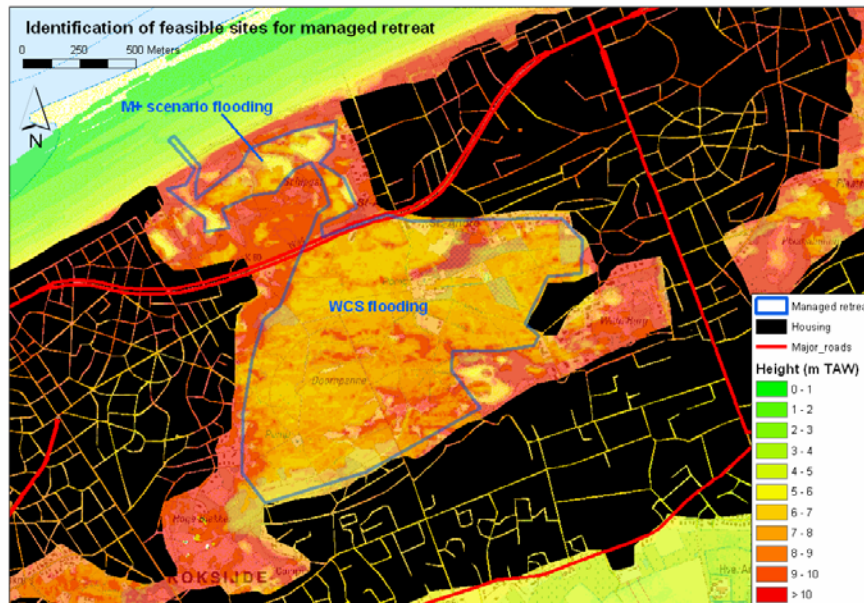 Identification of feasible sites for managed retreat
0 250 500 Meters
N
M+ scenario flooding
WCS flooding
Doornpanne
KOKSIJDE
Managed retrea
Housing
Major_roads
Height (m TAW)
0 - 1
1 - 2
2 - 3
3 - 4
4 - 5
5 - 6
6 - 7
7 - 8
8 - 9
9 - 10
> 10